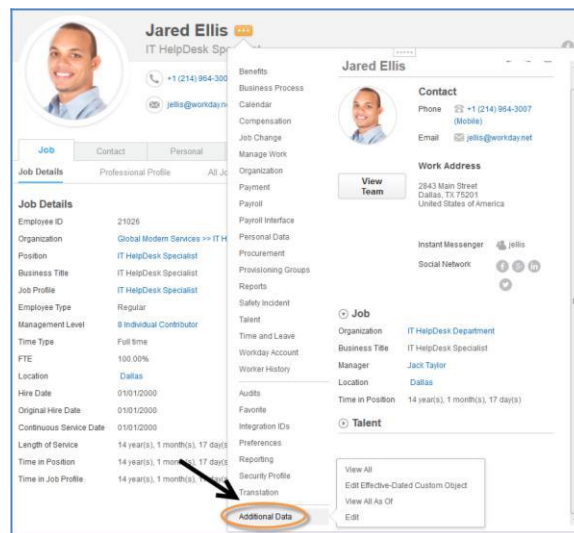 Jared Ellis
IT HelpDesk Sp
+1 (214) 964-300
jellis@workday.n
Job
Contact
Personal
Job Details
Professional Profile
All Jo
Job Details
Employee ID 21026
Organization Global Modern Services >> IT H
Position IT HelpDesk Specialist
Business Title IT HelpDesk Specialist
Job Profile IT HelpDesk Specialist
Employee Type Regular
Management Level 8 Individual Contributor
Time Type Full time
FTE 100.00%
Location Dallas
Hire Date 01/01/2000
Original Hire Date 01/01/2000
Continuous Service Date 01/01/2000
Length of Service 14 year(s), 1 month(s), 17 day(s
Time in Position 14 year(s), 1 month(s), 17 day(s
Time in Job Profile 14 year(s), 1 month(s), 17 day(s
Benefits
Business Process
Calendar
Compensation
Job Change
Manage Work
Organization
Payment
Payroll
Payroll Interface
Personal Data
Procurement
Provisioning Groups
Reports
Safety Incident
Talent
Time and Leave
Workday Account
Worker History
Audits
Favorite
Integration IDs
Preferences
Reporting
Security Profile
Translation
Additional Data
Jared Ellis
Contact
Phone +1 (214) 964-3007
(Mobile)
Email jellis@workday.net
Work Address
View
Team
2843 Main Street
Dallas, TX 75201
United States of America
Instant Messenger jellis
Social Network
Job
Organization IT HelpDesk Department
Business Title IT HelpDesk Specialist
Manager Jack Taylor
Location Dallas
Time in Position 14 year(s), 1 month(s), 17 day(s)
Talent
View All
Edit Effective-Dated Custom Object
View All As Of
Edit